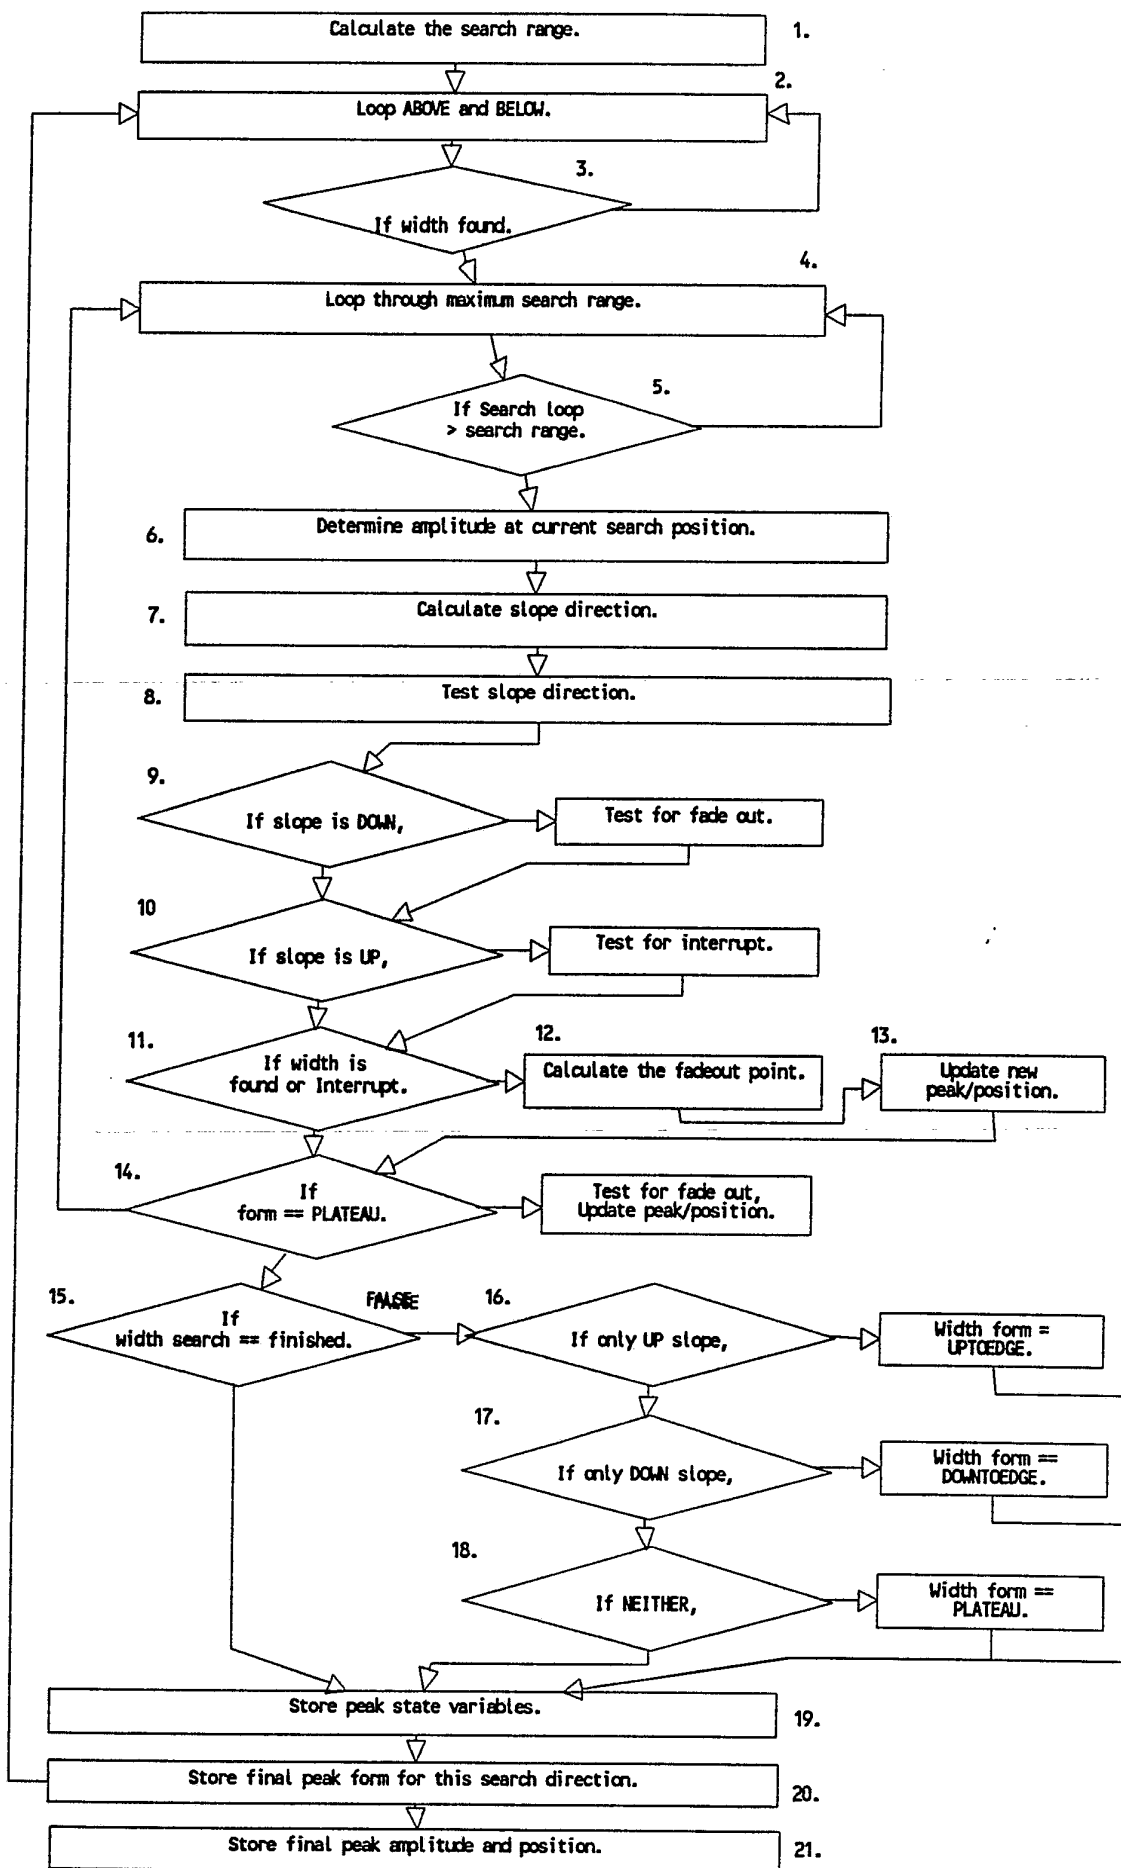 Calculate the search range.
1.
2.
Loop ABOVE and BELOW.
3.
If width found.
4.
Loop through maximum search range.
5.
If Search loop
> search range.
6.
Determine amplitude at current search position.
7.
Calculate slope direction.
8.
Test slope direction.
9.
If slope is DOWN,
Test for fade out.
10
If slope is UP,
Test for interrupt.
11.
If width is
found or Interrupt.
12.
Calculate the fadeout point.
13.
Update new
peak/position.
14.
If
form == PLATEAU.
Test for fade out,
Update peak/position.
15.
If
width search == finished.
FALSE
16.
If only UP slope,
Width form =
UPTOEDGE.
17.
If only DOWN slope,
Width form ==
DOWNTOEDGE.
18.
If NEITHER,
Width form ==
PLATEAU.
Store peak state variables.
19.
Store final peak form for this search direction.
20.
Store final peak amplitude and position.
21.